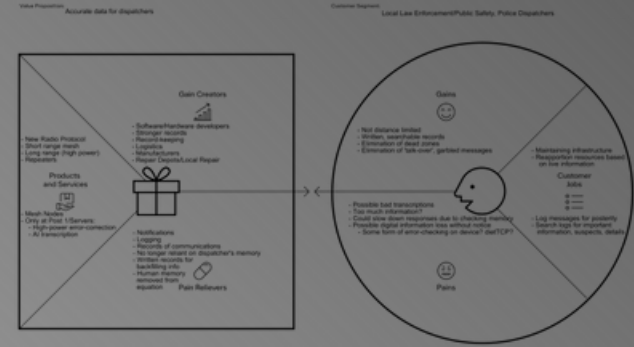 Value Proposition:
Accurate data for dispatchers
Customer Segment:
Local Law Enforcement/Public Safety, Police Dispatchers
Gain Creators
- Software/Hardware developers
- Stronger records
- Record-keeping
- Logistics
- Manufacturers
- Repair Depots/Local Repair
- New Radio Protocol
- Short range mesh
- Long range (high power)
- Repeaters
Products
and Services
- Mesh Nodes
- Only at Post 1/Servers:
- High-power error-correction
- AI transcription
- Notifications
- Logging
- Records of communications
- No longer reliant on dispatcher's memory
- Written records for
backfilling info
- Human memory
removed from
equation
Pain Relievers
Gains
- Not distance limited
- Written, searchable records
- Elimination of dead zones
- Elimination of "talk over", garbled messages
- Maintaining infrastructure
- Reapportion resources based
on live information
Customer
Jobs
- Log messages for posterity
- Search logs for important
information, suspects, details
- Possible bad transcriptions
- Too much information?
- Could slow down responses due to checking memory
- Possible digital information loss without notice
- Some form of error-checking on device?
Pains